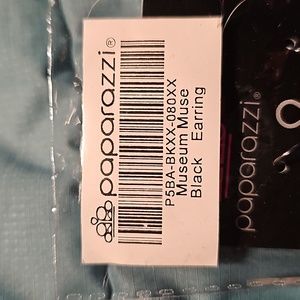 paparazzi®
P5BA-BKXX-080XX
Museum Muse
Black Earring
paparazzi®